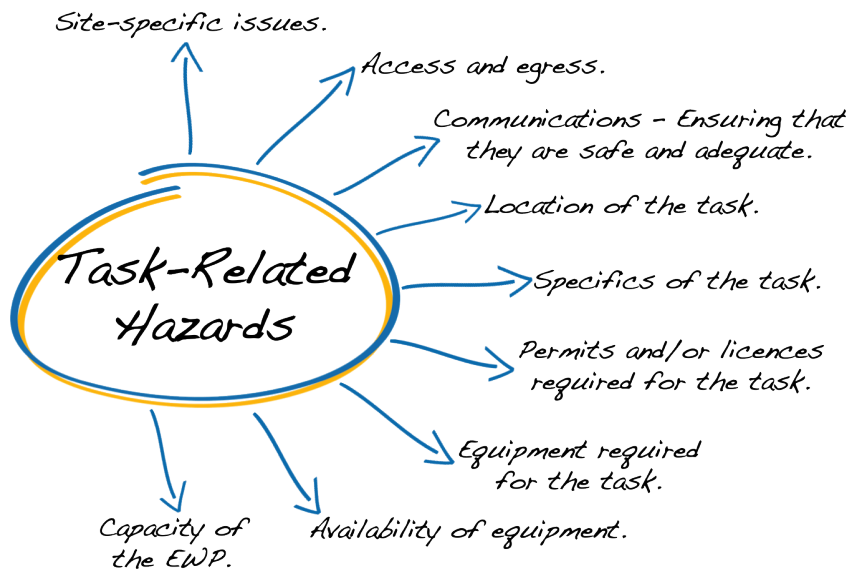 Site-specific issues.
Access and egress.
Communications - Ensuring that
they are safe and adequate.
Location of the task.
Task-Related
Hazards
Specifics of the task.
Permits and/or licences
required for the task.
Equipment required
for the task.
Availability of equipment.
Capacity of
the EWP.